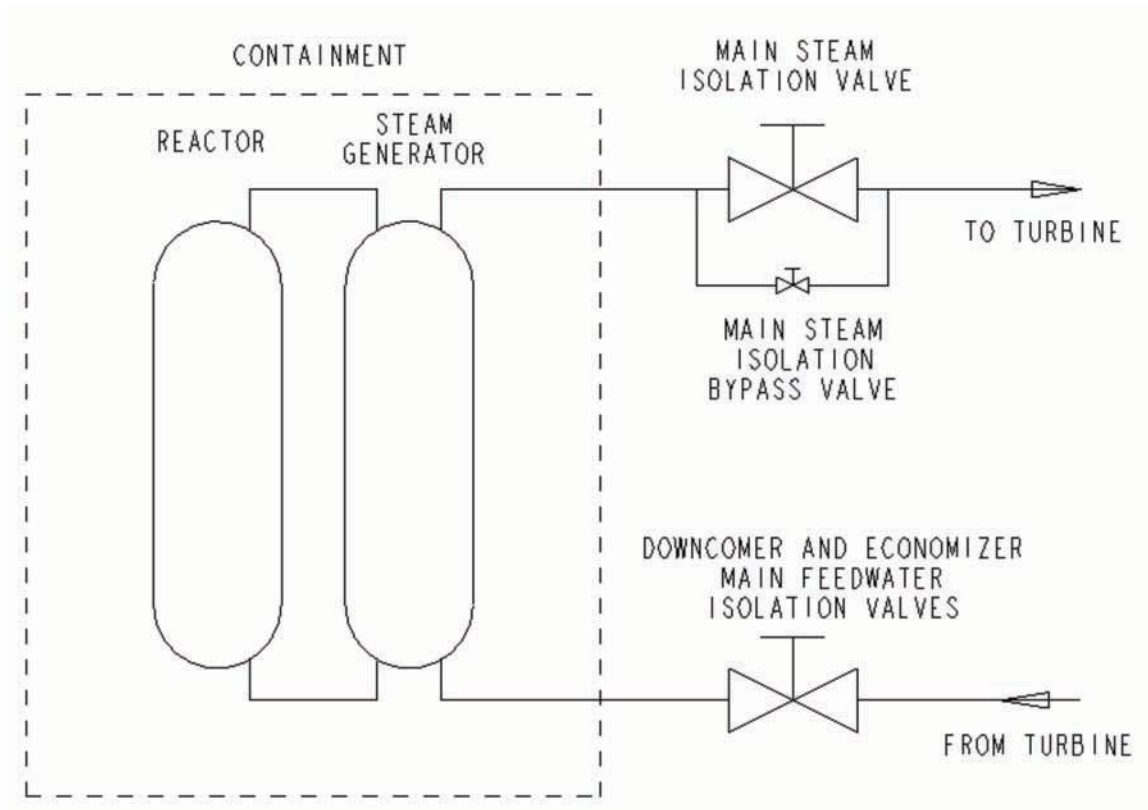 CONTAINMENT
REACTOR
STEAM
GENERATOR
MAIN STEAM
ISOLATION VALVE
TO TURBINE
MAIN STEAM
ISOLATION
BYPASS VALVE
DOWNCOMER AND ECONOMIZER
MAIN FEEDWATER
ISOLATION VALVES
FROM TURBINE